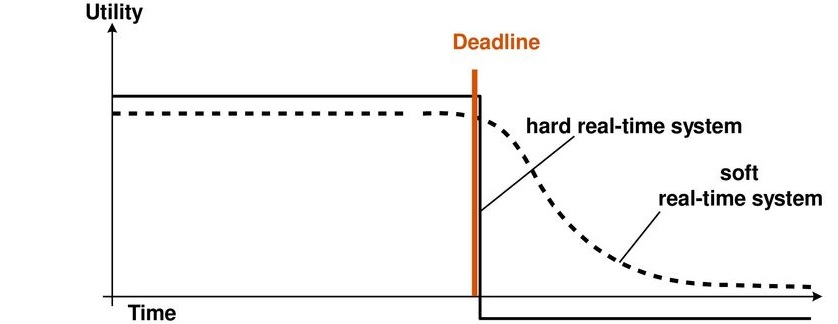 Utility
Deadline
hard real-time system
soft
real-time system
Time